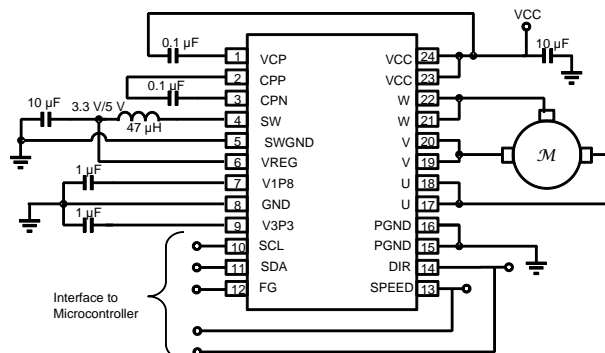 VCC
0.1 µF
10 µF
1 VCP VCC 24
2 CPP VCC 23
0.1 µF
3 CPN W 22
10 µF
3.3 V/5 V
47 µH
4 SW W 21
M
5 SWGND V 20
6 VREG V 19
1 µF
7 V1P8 U 18
8 GND U 17
1 µF
9 V3P3 PGND 16
10 SCL PGND 15
11 SDA DIR 14
12 FG SPEED 13
Interface to
Microcontroller